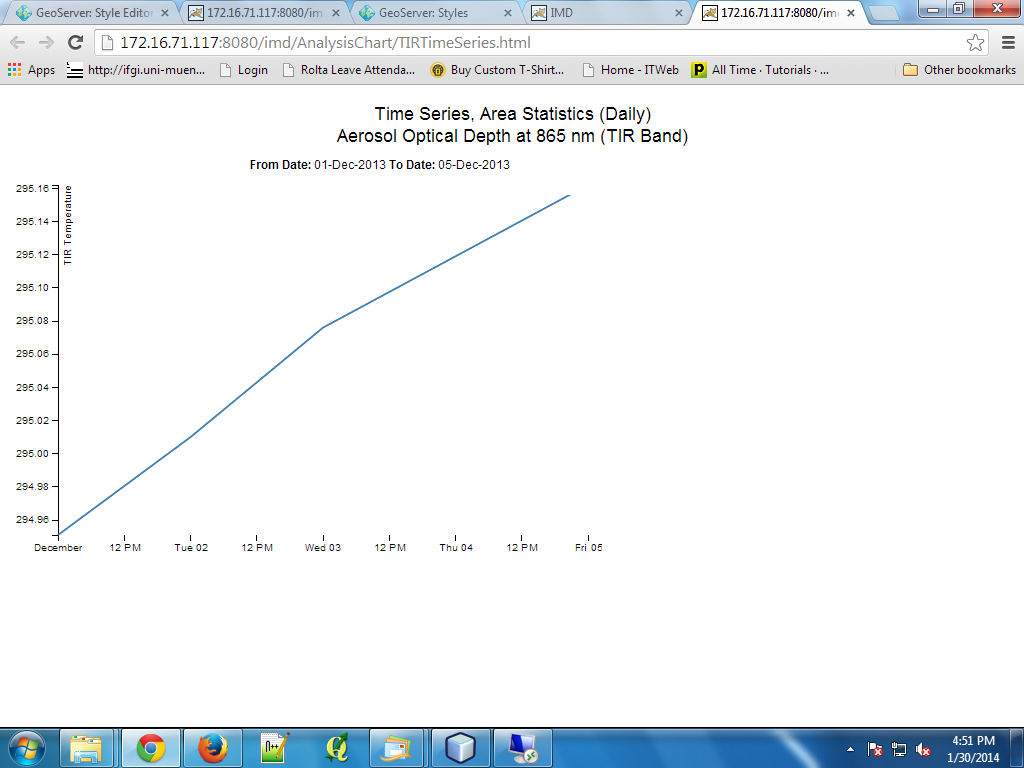 GeoServer: Style Editor
172.16.71.117:8080/im
GeoServer: Styles
IMD
172.16.71.117:8080/im
172.16.71.117:8080/imd/AnalysisChart/TIRTimeSeries.html
Apps
http://ifgi.uni-muen...
Login
Rolta Leave Attenda...
Buy Custom T-Shirt...
Home - ITWeb
P All Time · Tutorials · ...
Other bookmarks
Time Series, Area Statistics (Daily)
Aerosol Optical Depth at 865 nm (TIR Band)
From Date: 01-Dec-2013 To Date: 05-Dec-2013
TIR Temperature
295.16
295.14
295.12
295.10
295.08
295.06
295.04
295.02
295.00
294.98
294.96
December 12 PM Tue 02 12 PM Wed 03 12 PM Thu 04 12 PM Fri 05
4:51 PM
1/30/2014